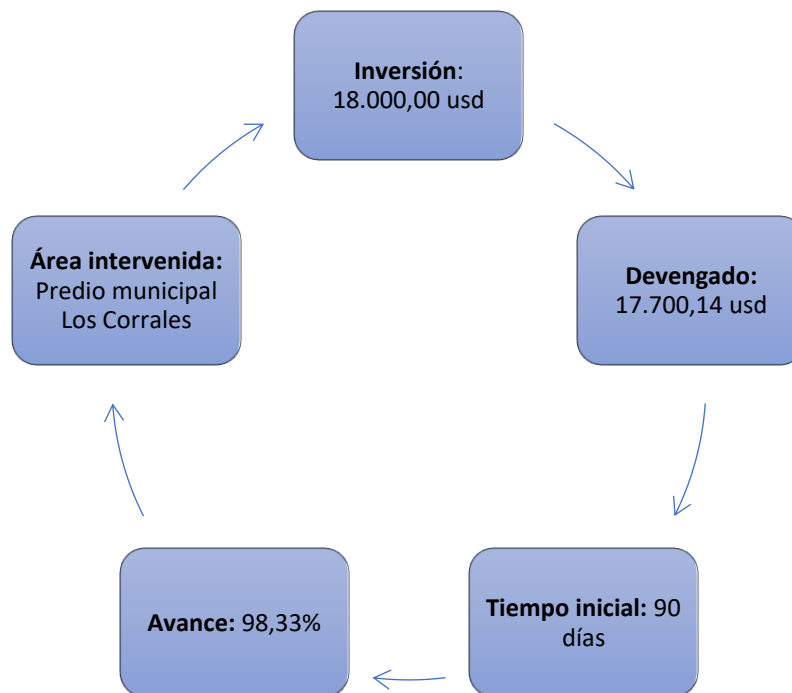 Inversión:
18.000,00 usd
Devengado:
17.700,14 usd
Tiempo inicial: 90
días
Avance: 98,33%
Área intervenida:
Predio municipal
Los Corrales